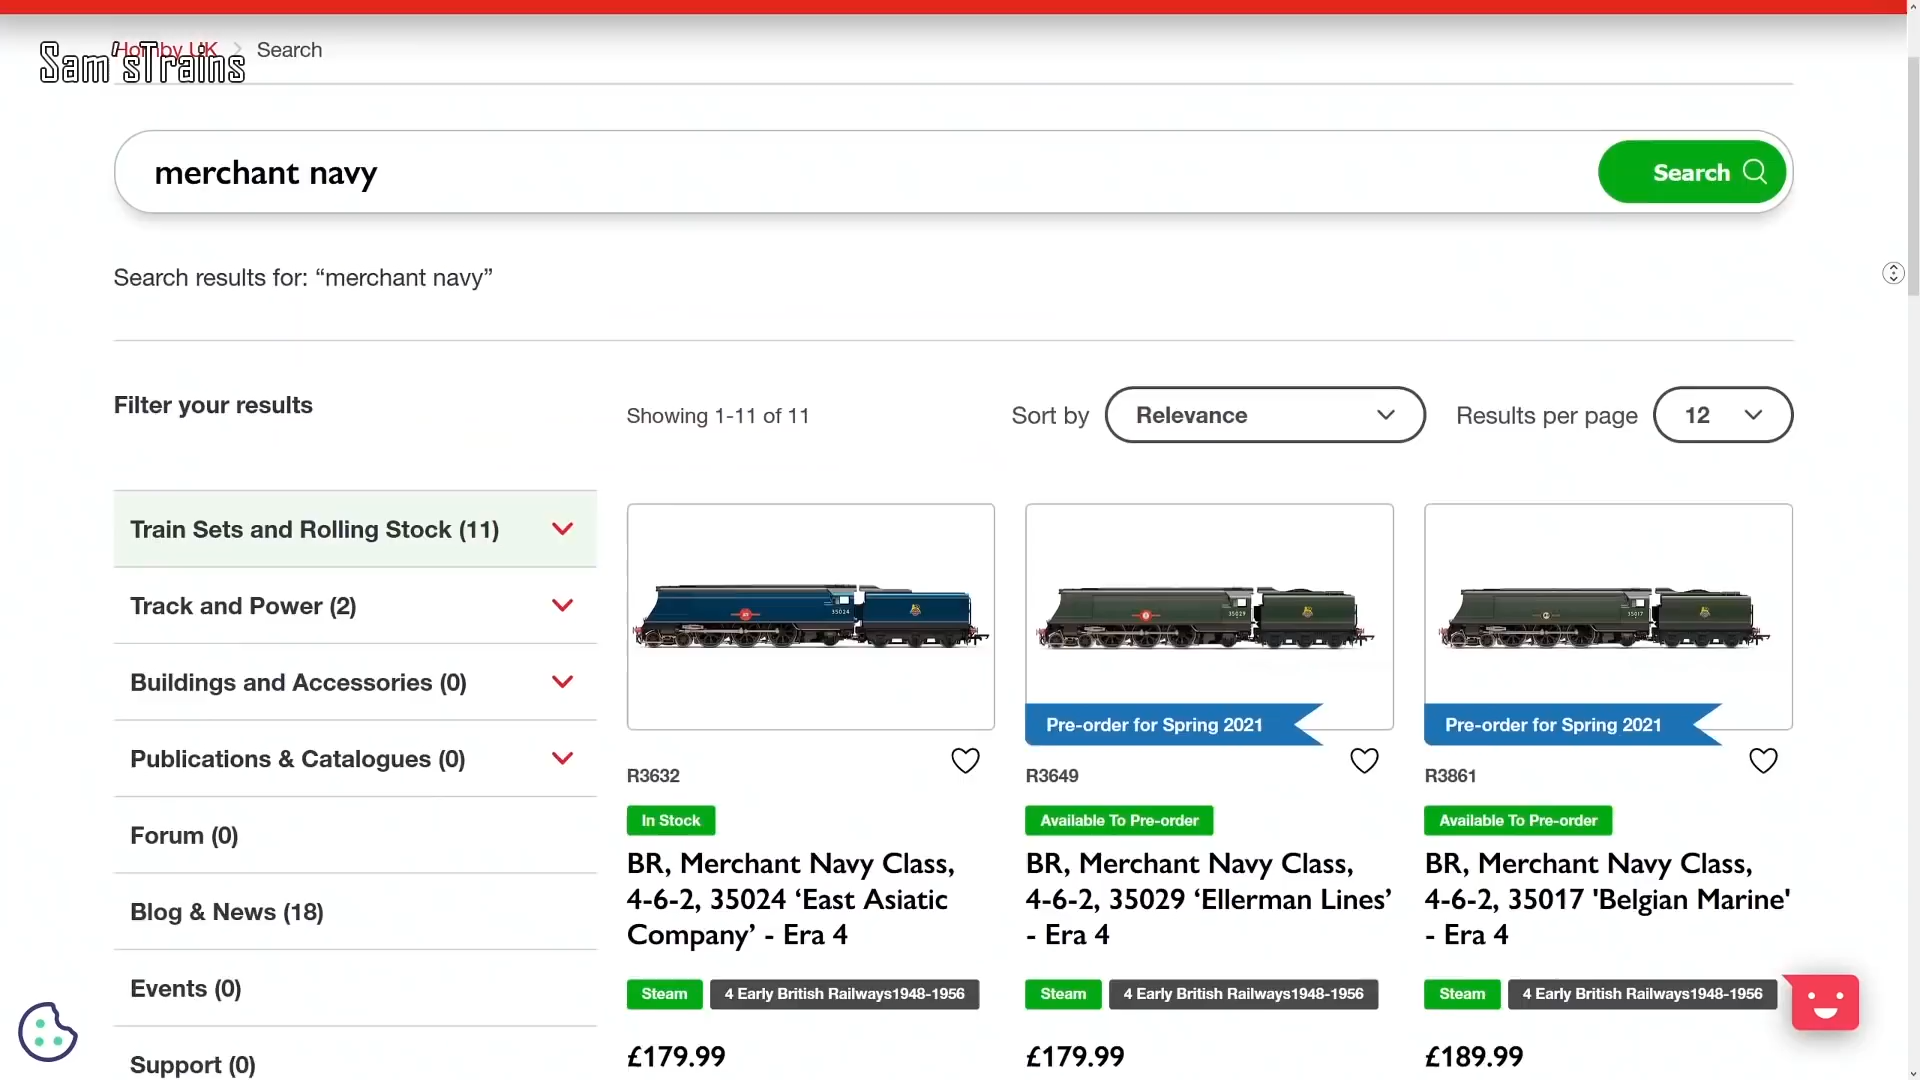 Hornby UK > Search
Sam'sTrains
merchant navy
Search
Search results for: “merchant navy”
Filter your results
Showing 1-11 of 11
Sort by
Relevance
Results per page
12
Train Sets and Rolling Stock (11)
Track and Power (2)
Buildings and Accessories (0)
Publications & Catalogues (0)
Forum (0)
Blog & News (18)
Events (0)
Support (0)
35024
R3632
In Stock
BR, Merchant Navy Class,
4-6-2, 35024 ‘East Asiatic
Company’ - Era 4
Steam
4 Early British Railways1948-1956
£179.99
35029
Pre-order for Spring 2021
R3649
Available To Pre-order
BR, Merchant Navy Class,
4-6-2, 35029 ‘Ellerman Lines’
- Era 4
Steam
4 Early British Railways1948-1956
£179.99
35017
Pre-order for Spring 2021
R3861
Available To Pre-order
BR, Merchant Navy Class,
4-6-2, 35017 'Belgian Marine'
- Era 4
Steam
4 Early British Railways1948-1956
£189.99